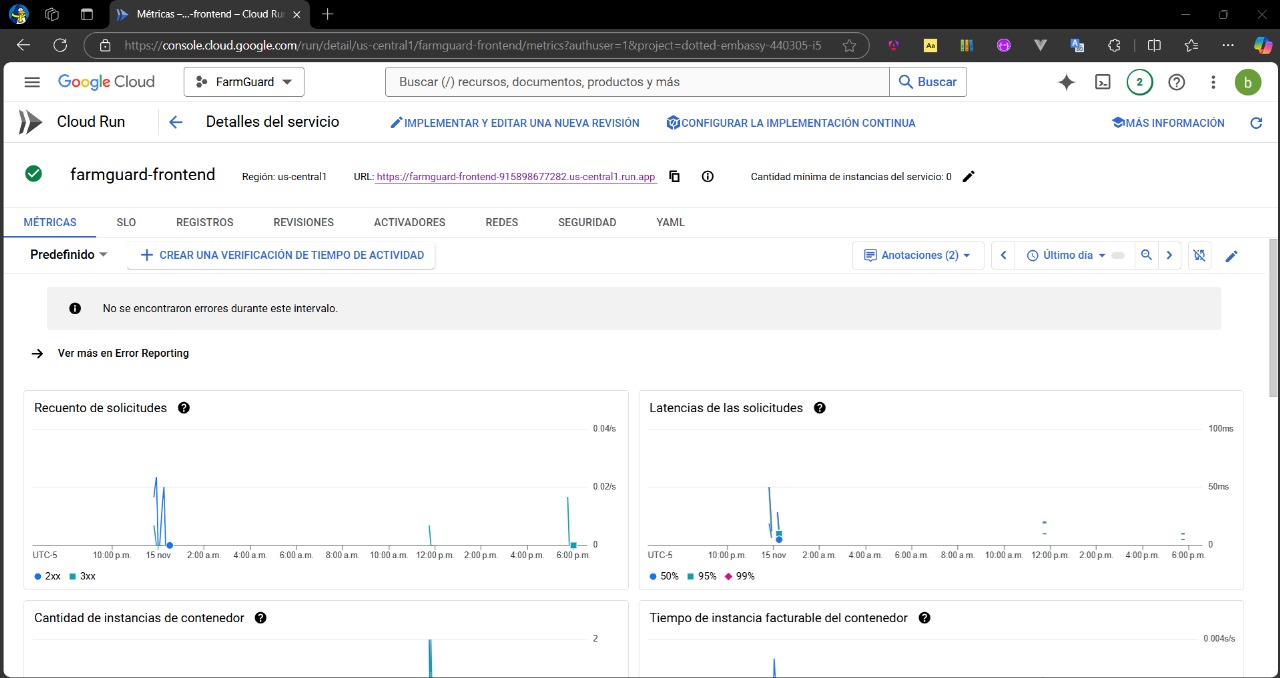 Métricas –...-frontend – Cloud Run
https://console.cloud.google.com/run/detail/us-central1/farmguard-frontend/metrics?authuser=1&project=dotted-embassy-440305-i5
Google Cloud
FarmGuard
Buscar (/) recursos, documentos, productos y más
Buscar
2
b
Cloud Run
Detalles del servicio
IMPLEMENTAR Y EDITAR UNA NUEVA REVISIÓN
CONFIGURAR LA IMPLEMENTACIÓN CONTINUA
MÁS INFORMACIÓN
farmguard-frontend
Región: us-central1
URL: https://farmguard-frontend-915898677282.us-central1.run.app
Cantidad mínima de instancias del servicio: 0
MÉTRICAS SLO REGISTROS REVISIONES ACTIVADORES REDES SEGURIDAD YAML
Predefinido
CREAR UNA VERIFICACIÓN DE TIEMPO DE ACTIVIDAD
Anotaciones (2)
Último día
No se encontraron errores durante este intervalo.
Ver más en Error Reporting
Recuento de solicitudes
0.04/s
0.02/s
0
UTC-5 10:00 p.m. 15 nov 2:00 a.m. 4:00 a.m. 6:00 a.m. 8:00 a.m. 10:00 a.m. 12:00 p.m. 2:00 p.m. 4:00 p.m. 6:00 p.m.
2xx 3xx
Latencias de las solicitudes
100ms
50ms
0
UTC-5 10:00 p.m. 15 nov 2:00 a.m. 4:00 a.m. 6:00 a.m. 8:00 a.m. 10:00 a.m. 12:00 p.m. 2:00 p.m. 4:00 p.m. 6:00 p.m.
50% 95% 99%
Cantidad de instancias de contenedor
2
Tiempo de instancia facturable del contenedor
0.004s/s